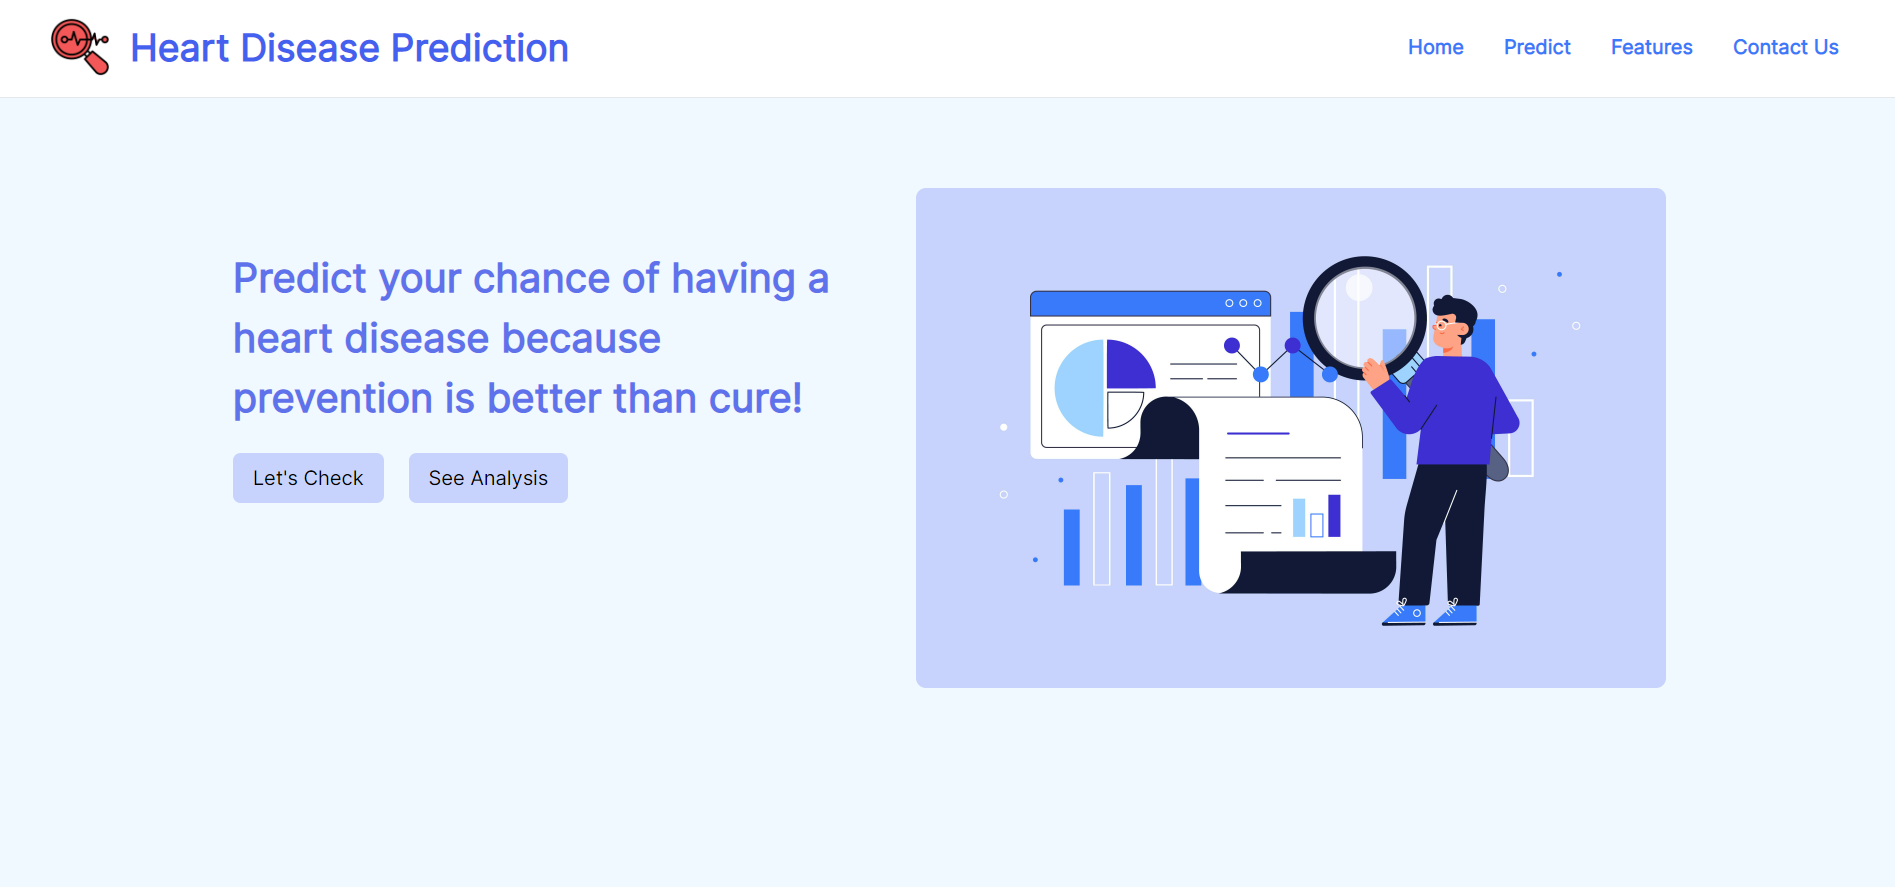 Heart Disease Prediction
Home Predict Features Contact Us
Predict your chance of having a
heart disease because
prevention is better than cure!
Let's Check See Analysis